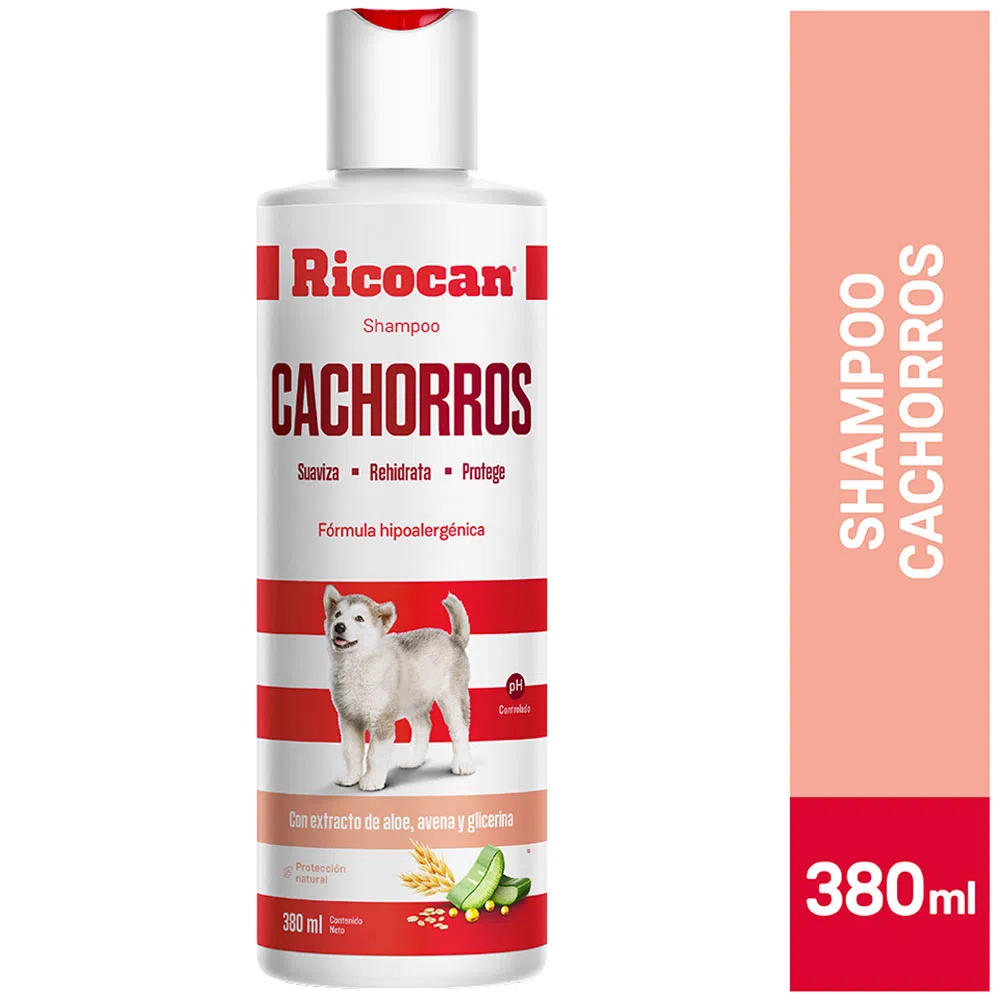 Ricocan
Shampoo
CACHORROS
Suaviza ▪ Rehidrata ▪ Protege
Fórmula hipoalergénica
pH
Controlado
Con extracto de aloe, avena y glicerina
Protección
natural
380 ml Contenido
Neto
SHAMPOO
CACHORROS
380ml